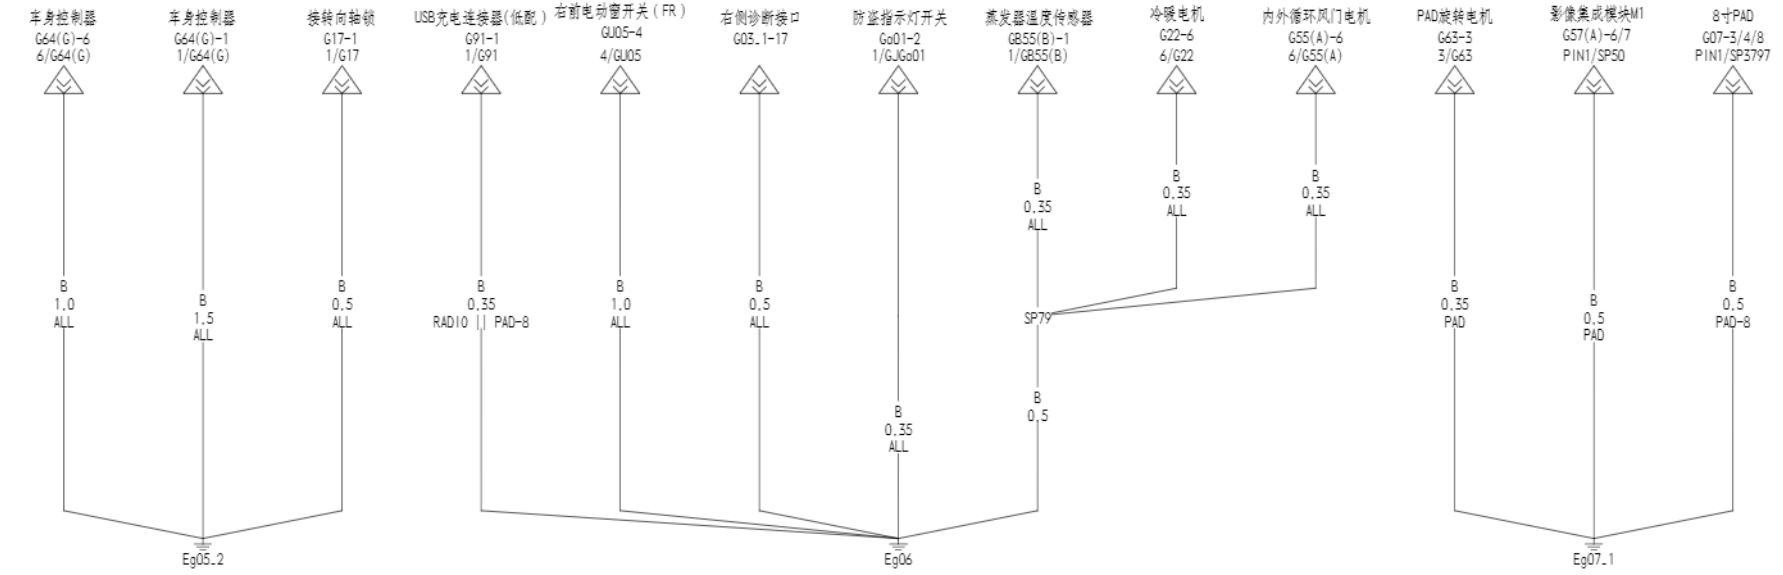 车身控制器
G64(G)-6
6/G64(G)
车身控制器
G64(G)-1
1/G64(G)
接转向轴锁
G17-1
1/G17
USB充电连接器(低配)
G91-1
1/G91
右前电动窗开关(FR)
GU05-4
4/GU05
右侧诊断接口
G03_1-17
防盗指示灯开关
Go01-2
1/GJGo01
蒸发器温度传感器
GB55(B)-1
1/GB55(B)
冷暖电机
G22-6
6/G22
内外循环风门电机
G55(A)-6
6/G55(A)
PAD旋转电机
G63-3
3/G63
影像集成模块M1
G57(A)-6/7
PIN1/SP50
8寸PAD
G07-3/4/8
PIN1/SP3797
B
1.0
ALL
B
1.5
ALL
B
0.5
ALL
B
0.35
RADIO || PAD-8
B
1.0
ALL
B
0.5
ALL
B
0.35
ALL
B
0.35
ALL
B
0.35
ALL
B
0.35
ALL
SP79
B
0.5
B
0.35
PAD
B
0.5
PAD
B
0.5
PAD-8
Eg05_2
Eg06
Eg07_1